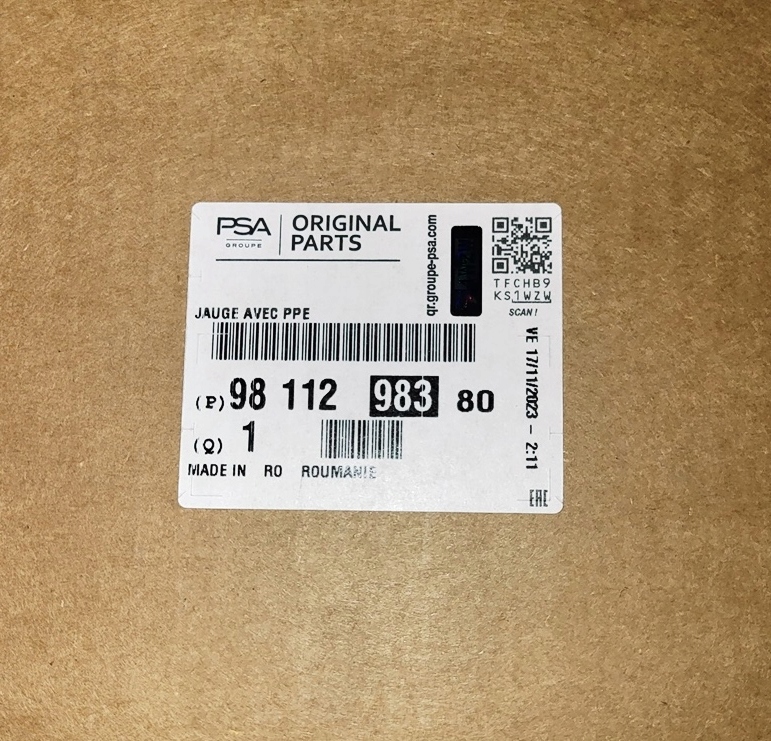 PSA
GROUPE
ORIGINAL
PARTS
qr.groupe-psa.com
TFCHB9
KS1WZW
SCAN!
JAUGE AVEC PPE
(P) 98 112 983 80
(Q) 1
MADE IN RO ROUMANIE
VE 17/11/2023 - 2:11
EAC